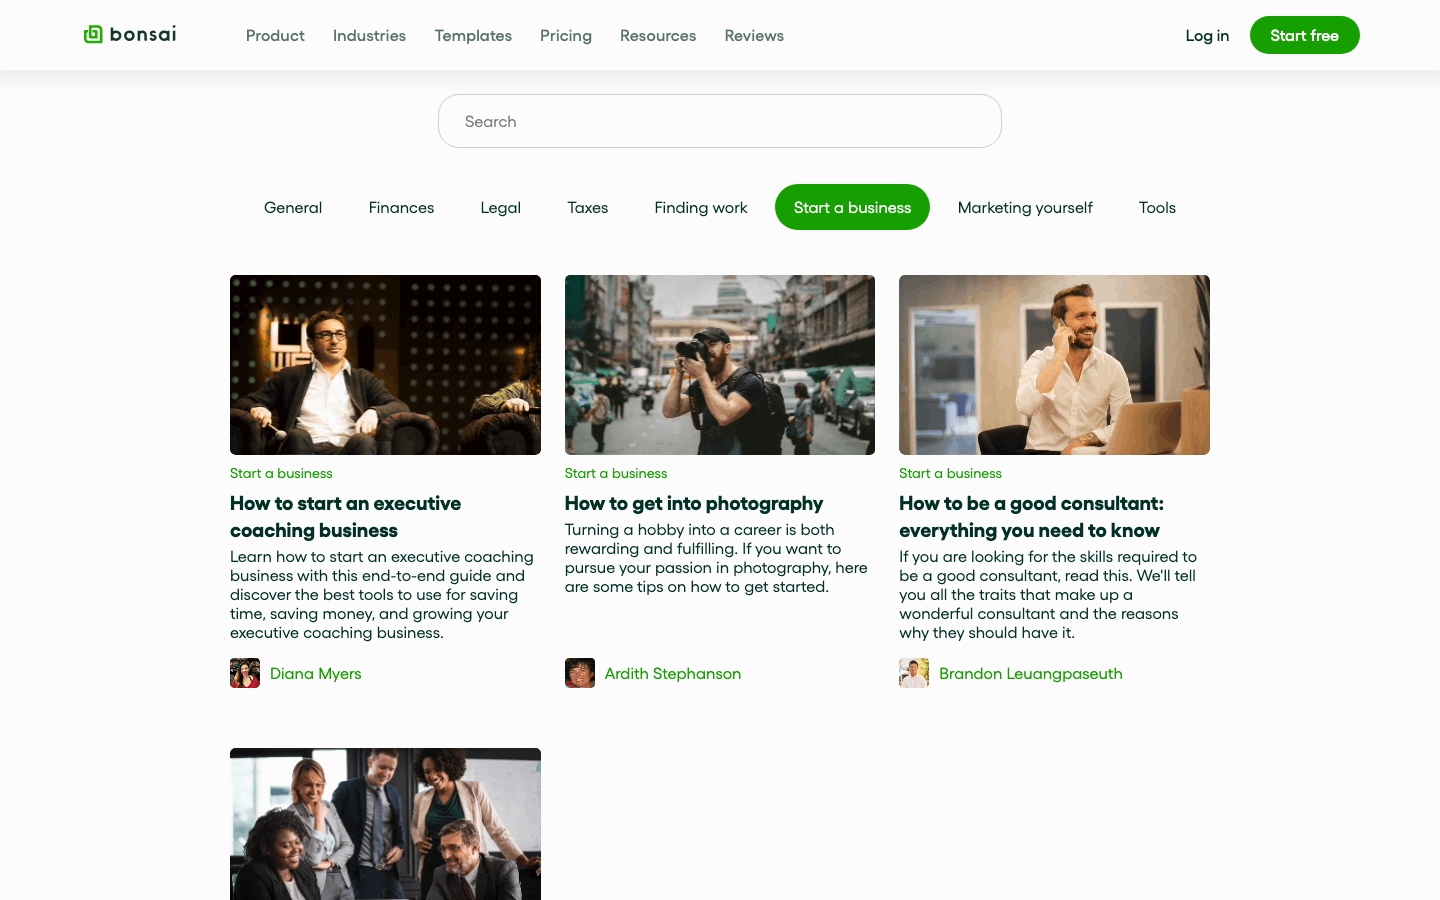 bonsai
Product Industries Templates Pricing Resources Reviews Log in Start free
Search
General Finances Legal Taxes Finding work Start a business Marketing yourself Tools
Start a business
How to start an executive
coaching business
Learn how to start an executive coaching
business with this end-to-end guide and
discover the best tools to use for saving
time, saving money, and growing your
executive coaching business.
Diana Myers
Start a business
How to get into photography
Turning a hobby into a career is both
rewarding and fulfilling. If you want to
pursue your passion in photography, here
are some tips on how to get started.
Ardith Stephanson
Start a business
How to be a good consultant:
everything you need to know
If you are looking for the skills required to
be a good consultant, read this. We'll tell
you all the traits that make up a
wonderful consultant and the reasons
why they should have it.
Brandon Leuangpaseuth